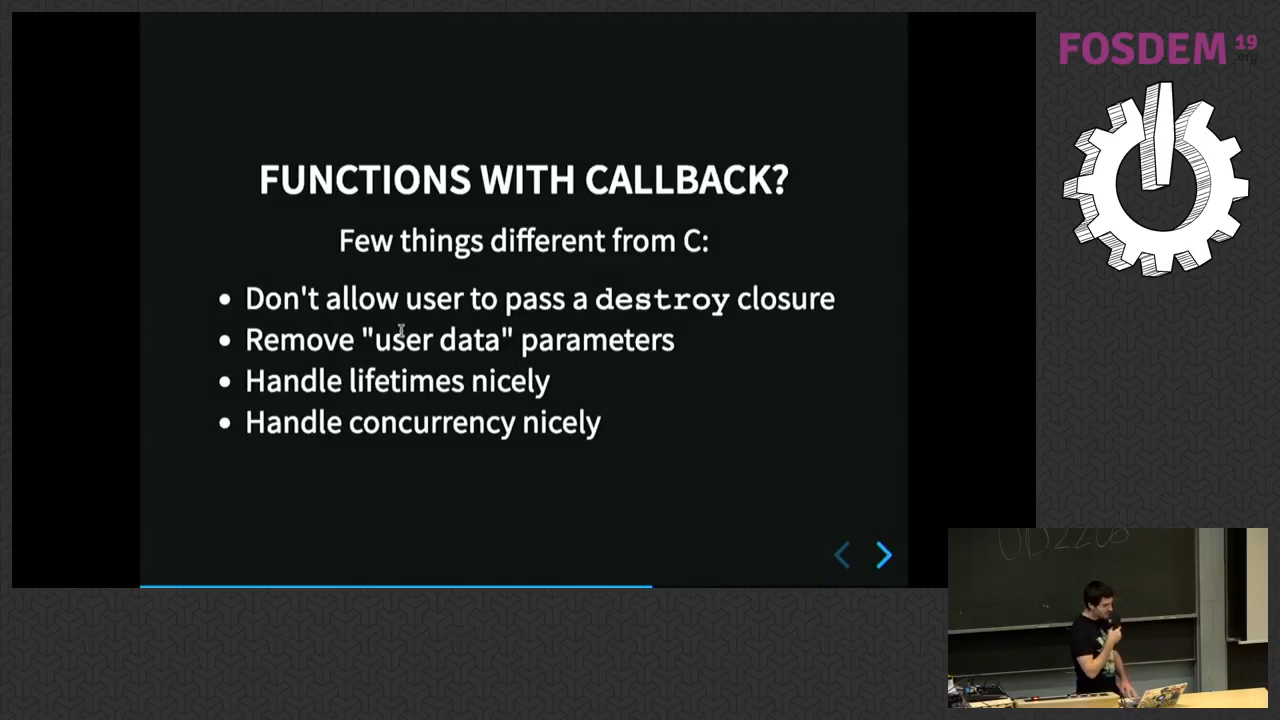 FOSDEM 19
.org
FUNCTIONS WITH CALLBACK?
Few things different from C:
Don't allow user to pass a destroy closure
Remove "user data" parameters
Handle lifetimes nicely
Handle concurrency nicely